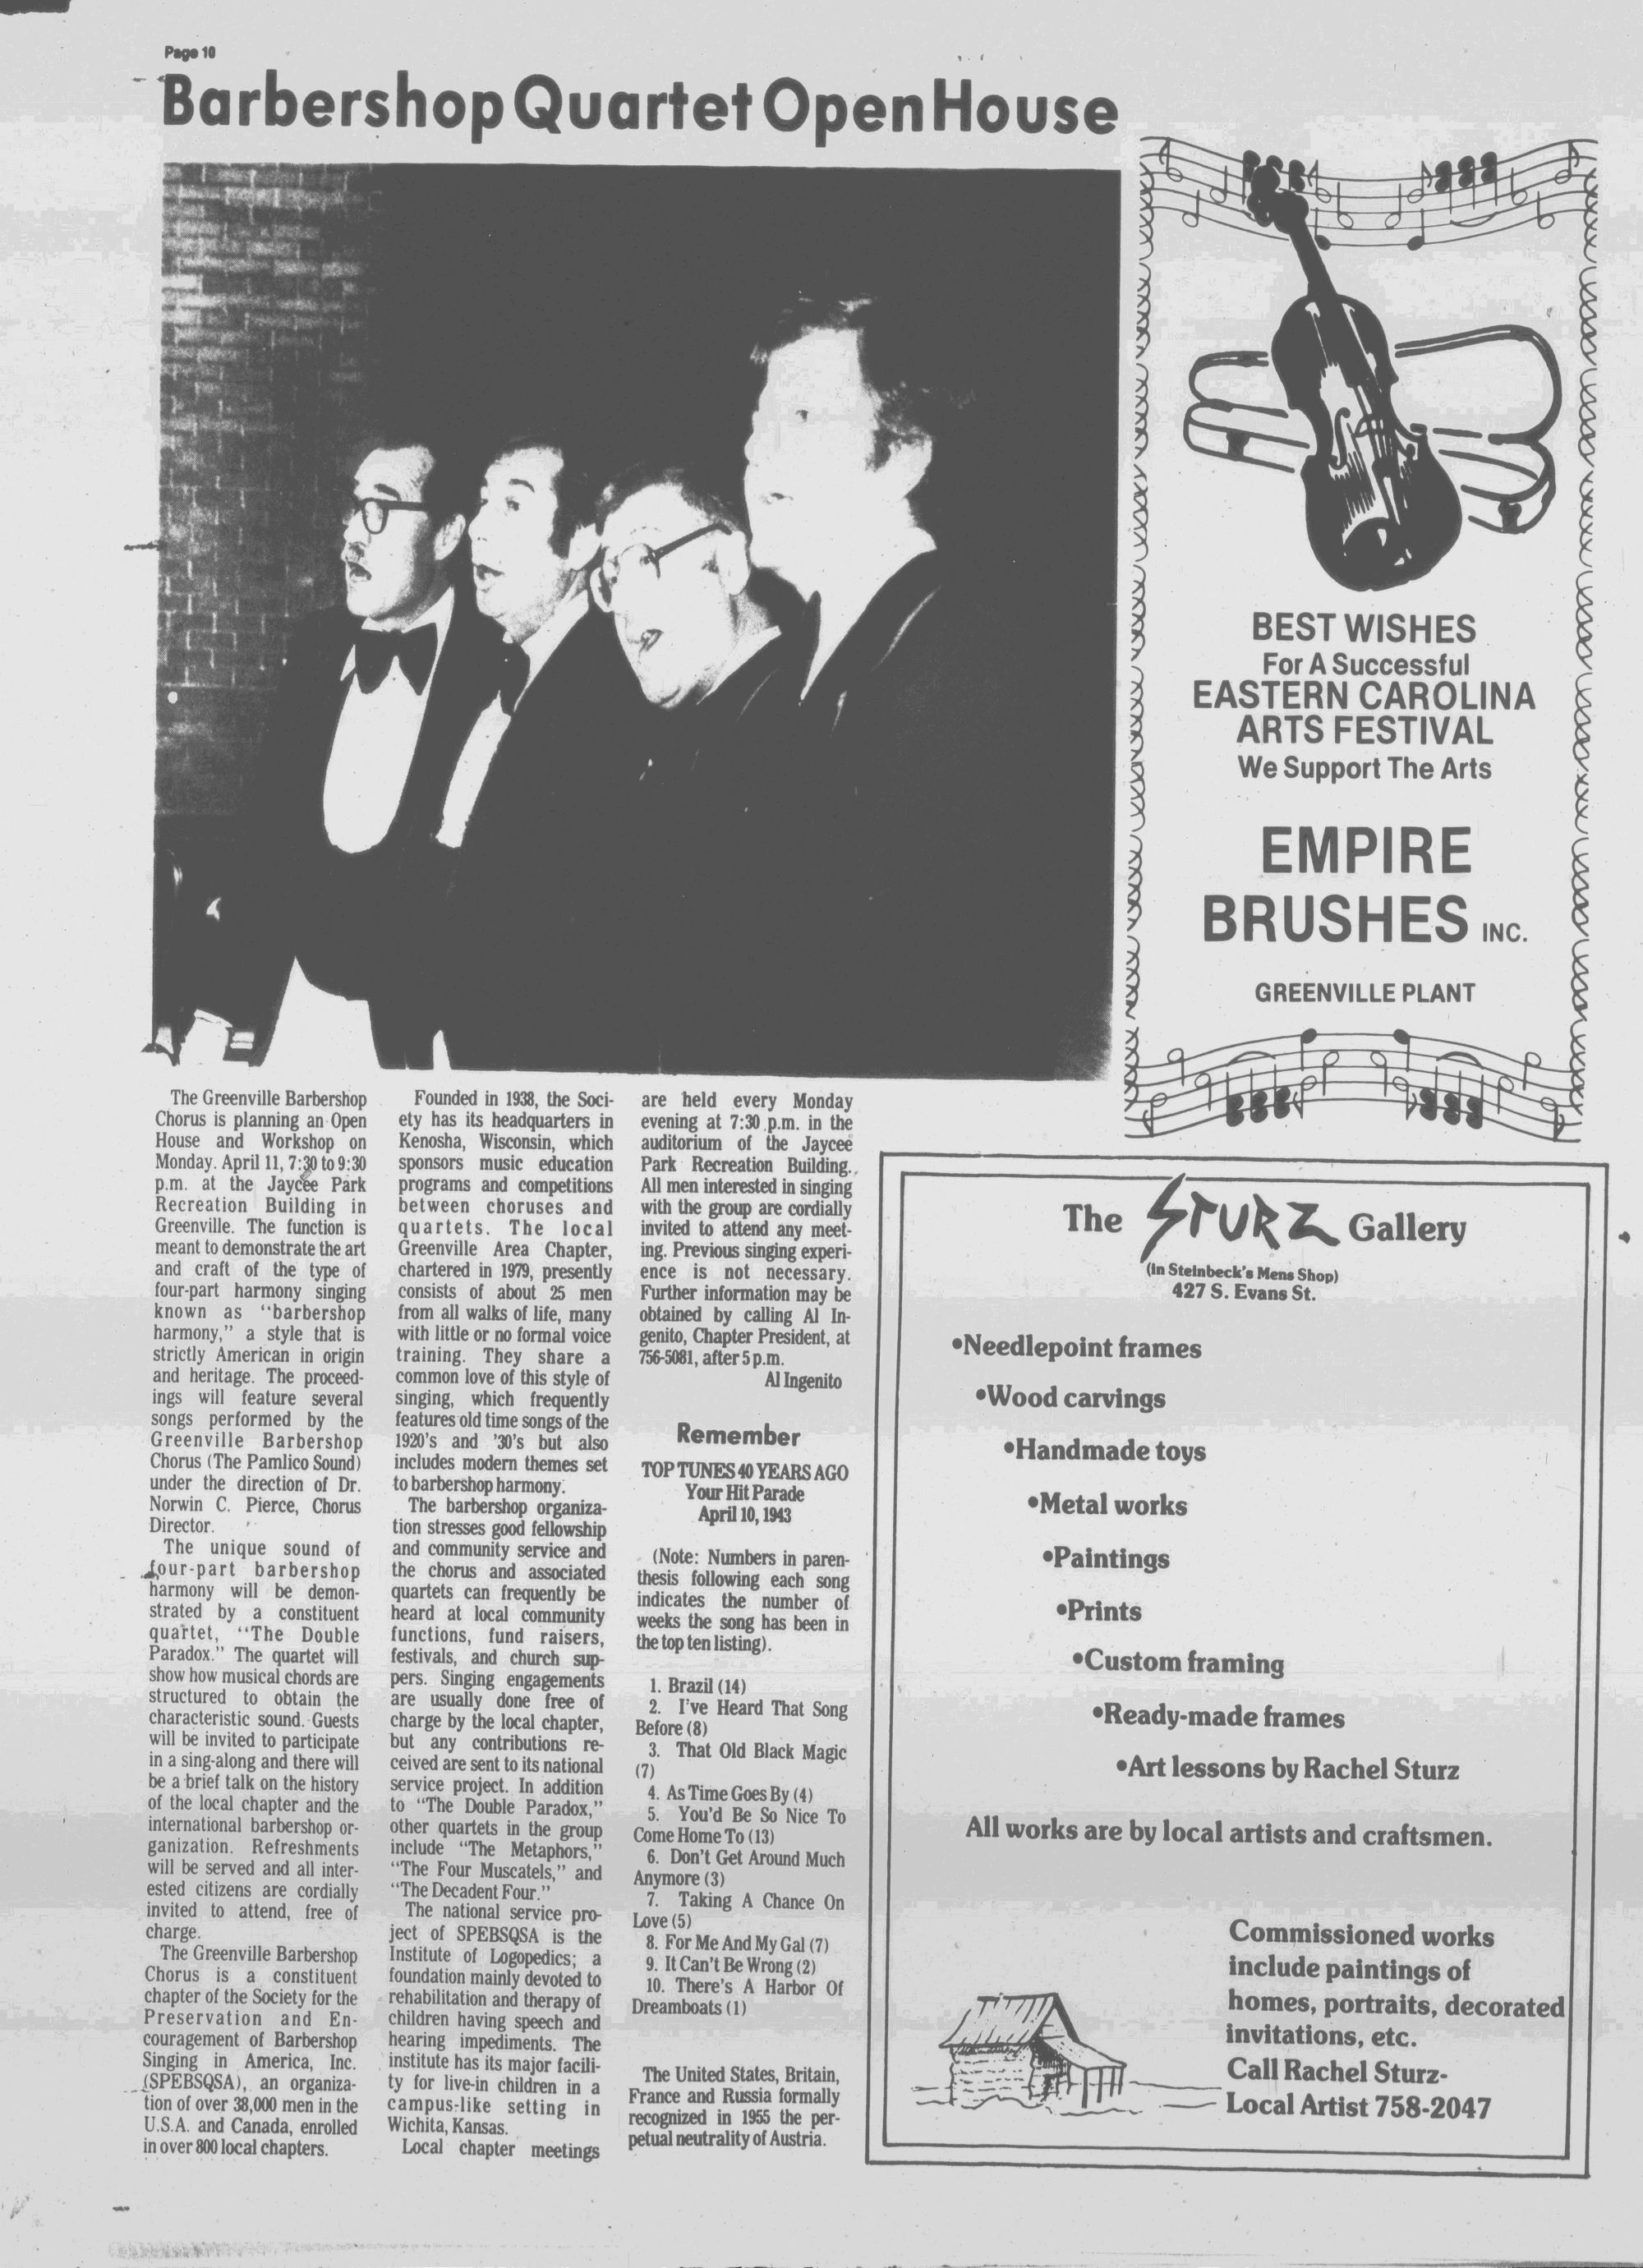 Page 10
Barbershop Quartet Open House
The Greenville Barbershop
Chorus is planning an Open
House and Workshop on
Monday. April 11, 7:30 to 9:30
p.m. at the Jaycee Park
Recreation Building in
Greenville. The function is
meant to demonstrate the art
and craft of the type of
four-part harmony singing
known as "barbershop
harmony," a style that is
strictly American in origin
and heritage. The proceed-
ings will feature several
songs performed by the
Greenville Barbershop
Chorus (The Pamlico Sound)
under the direction of Dr.
Norwin C. Pierce, Chorus
Director.
The unique sound of
four-part barbershop
harmony will be demon-
strated by a constituent
quartet, "The Double
Paradox." The quartet will
show how musical chords are
structured to obtain the
characteristic sound. Guests
will be invited to participate
in a sing-along and there will
be a brief talk on the history
of the local chapter and the
international barbershop or-
ganization. Refreshments
will be served and all inter-
ested citizens are cordially
invited to attend, free of
charge.
The Greenville Barbershop
Chorus is a constituent
chapter of the Society for the
Preservation and En-
couragement of Barbershop
Singing in America, Inc.
(SPEBSQSA), an organiza-
tion of over 38,000 men in the
U.S.A. and Canada, enrolled
in over 800 local chapters.
Founded in 1938, the Soci-
ety has its headquarters in
Kenosha, Wisconsin, which
sponsors music education
programs and competitions
between choruses and
quartets. The local
Greenville Area Chapter,
chartered in 1979, presently
consists of about 25 men
from all walks of life, many
with little or no formal voice
training. They share a
common love of this style of
singing, which frequently
features old time songs of the
1920's and '30's but also
includes modern themes set
to barbershop harmony.
The barbershop organiza-
tion stresses good fellowship
and community service and
the chorus and associated
quartets can frequently be
heard at local community
functions, fund raisers,
festivals, and church sup-
pers. Singing engagements
are usually done free of
charge by the local chapter,
but any contributions re-
ceived are sent to its national
service project. In addition
to "The Double Paradox,"
other quartets in the group
include "The Metaphors,"
"The Four Muscatels," and
"The Decadent Four."
The national service pro-
ject of SPEBSQSA is the
Institute of Logopedics; a
foundation mainly devoted to
rehabilitation and therapy of
children having speech and
hearing impediments. The
institute has its major facili-
ty for live-in children in a
campus-like setting in
Wichita, Kansas.
Local chapter meetings
are held every Monday
evening at 7:30 p.m. in the
auditorium of the Jaycee
Park Recreation Building.
All men interested in singing
with the group are cordially
invited to attend any meet-
ing. Previous singing experi-
ence is not necessary.
Further information may be
obtained by calling Al In-
genito, Chapter President, at
756-5081, after 5 p.m.
Al Ingenito
Remember
TOP TUNES 40 YEARS AGO
Your Hit Parade
April 10, 1943
(Note: Numbers in paren-
thesis following each song
indicates the number of
weeks the song has been in
the top ten listing).
1. Brazil (14)
2. I've Heard That Song
Before (8)
3. That Old Black Magic
(7)
4. As Time Goes By (4)
5. You'd Be So Nice To
Come Home To (13)
6. Don't Get Around Much
Anymore (3)
7. Taking A Chance On
Love (5)
8. For Me And My Gal (7)
9. It Can't Be Wrong (2)
10. There's A Harbor Of
Dreamboats (1)
The United States, Britain,
France and Russia formally
recognized in 1955 the per-
petual neutrality of Austria.
BEST WISHES
For A Successful
EASTERN CAROLINA
ARTS FESTIVAL
We Support The Arts
EMPIRE
BRUSHES INC.
GREENVILLE PLANT
The STURZ Gallery
(In Steinbeck's Mens Shop)
427 S. Evans St.
•Needlepoint frames
•Wood carvings
•Handmade toys
•Metal works
•Paintings
•Prints
•Custom framing
•Ready-made frames
•Art lessons by Rachel Sturz
All works are by local artists and craftsmen.
Commissioned works
include paintings of
homes, portraits, decorated
invitations, etc.
Call Rachel Sturz-
Local Artist 758-2047